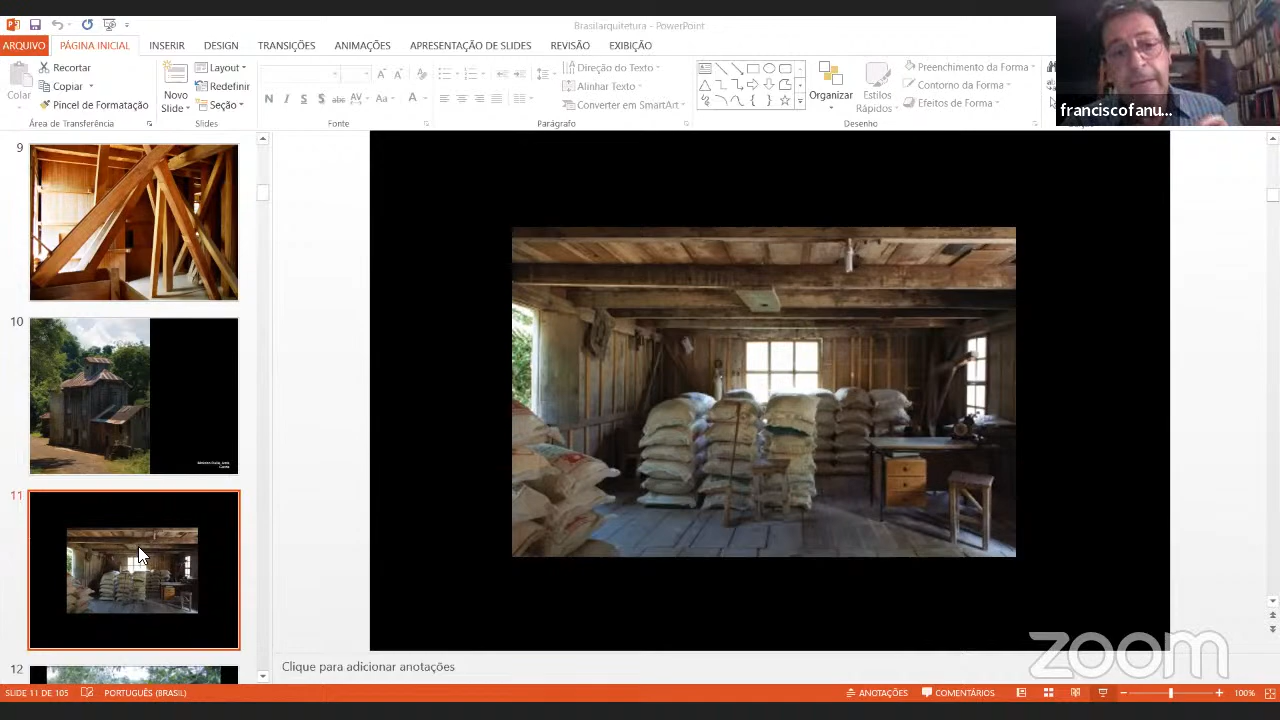 Brasilarquitetura - PowerPoint
ARQUIVO PÁGINA INICIAL INSERIR DESIGN TRANSIÇÕES ANIMAÇÕES APRESENTAÇÃO DE SLIDES REVISÃO EXIBIÇÃO
Colar
Recortar
Copiar
Pincel de Formatação
Área de Transferência
Novo
Slide
Layout
Redefinir
Seção
Slides
N I S S abc AV Aa A
Fonte
Direção do Texto
Alinhar Texto
Converter em SmartArt
Parágrafo
Organizar
Estilos
Rápidos
Preenchimento da Forma
Contorno da Forma
Efeitos de Forma
Desenho
franciscofanu...
9
10
11
12
Clique para adicionar anotações
zoom
SLIDE 11 DE 105 PORTUGUÊS (BRASIL) ANOTAÇÕES COMENTÁRIOS 100%